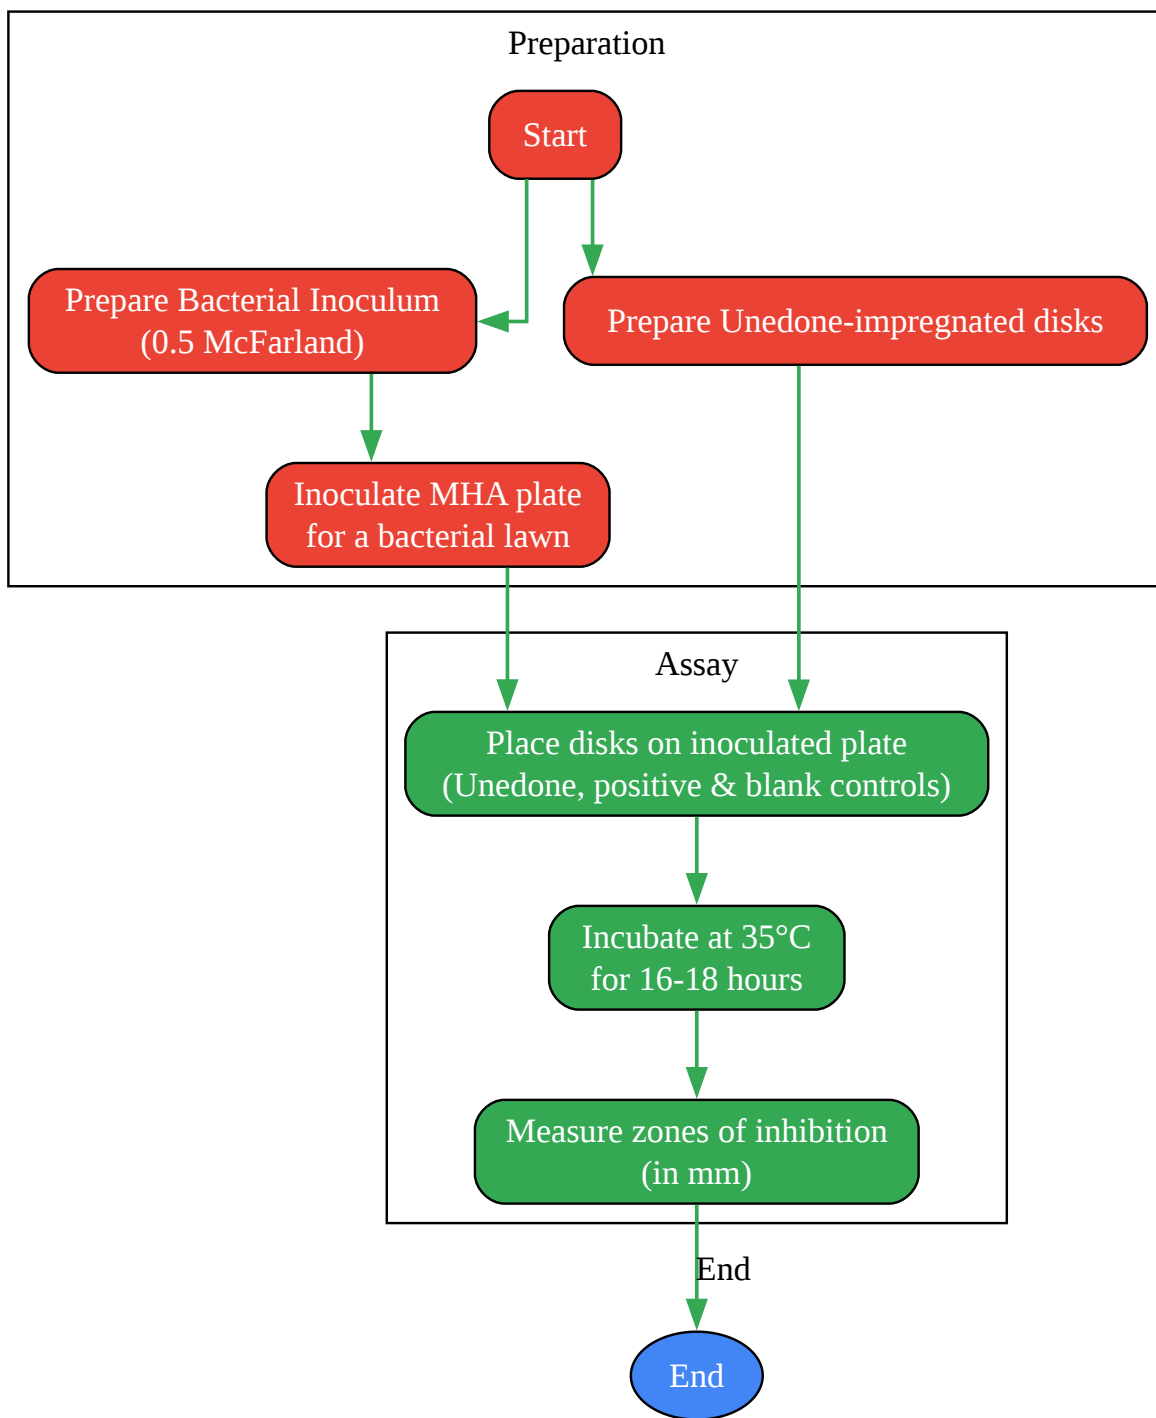 Preparation
Start
Prepare Bacterial Inoculum
(0.5 McFarland)
Prepare Unedone-impregnated disks
Inoculate MHA plate
for a bacterial lawn
Assay
Place disks on inoculated plate
(Unedone, positive & blank controls)
Incubate at 35°C
for 16-18 hours
Measure zones of inhibition
(in mm)
End
End